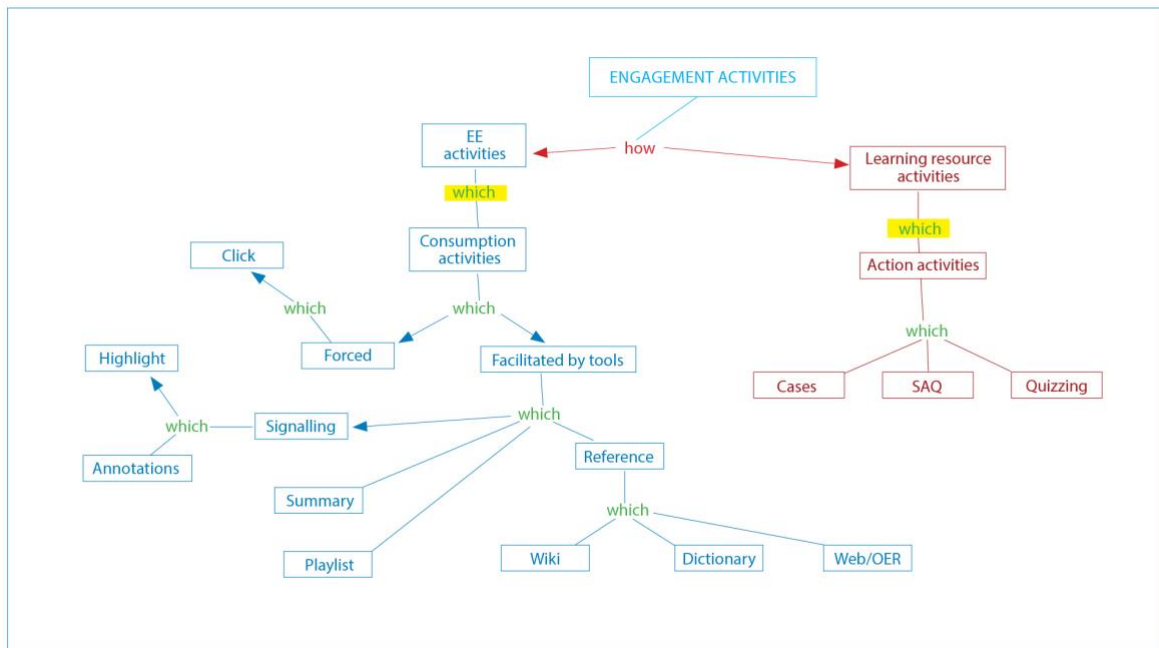 ENGAGEMENT ACTIVITIES
EE
activities
how
Learning resource
activities
which
which
Consumption
activities
Click
Action activities
which
which
which
Highlight
Forced
Facilitated by tools
Cases
SAQ
Quizzing
which
Signalling
which
Annotations
Reference
Summary
which
Playlist
Wiki
Dictionary
Web/OER